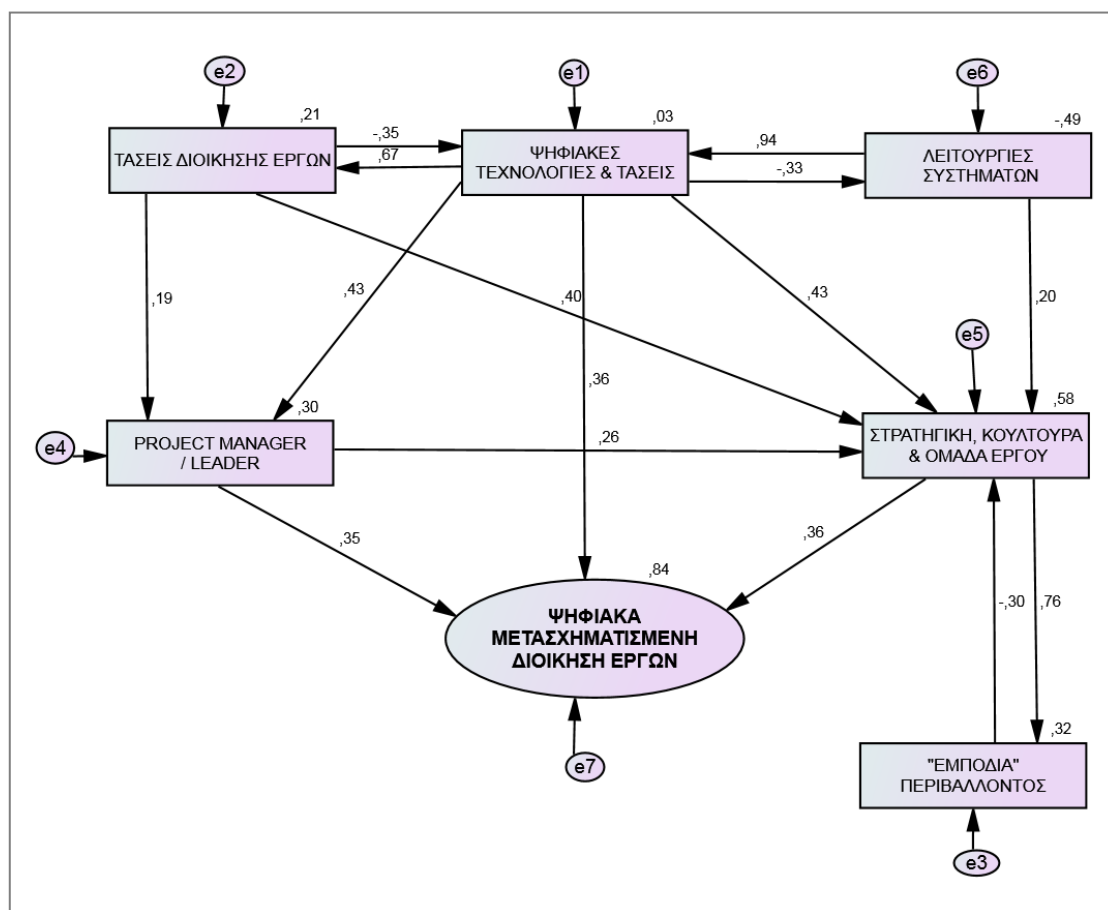 e2
e1
e6
,21
,03
-,49
ΤΑΣΕΙΣ ΔΙΟΙΚΗΣΗΣ ΕΡΓΩΝ
-,35
,67
ΨΗΦΙΑΚΕΣ
ΤΕΧΝΟΛΟΓΙΕΣ & ΤΑΣΕΙΣ
,94
-,33
ΛΕΙΤΟΥΡΓΙΕΣ
ΣΥΣΤΗΜΑΤΩΝ
,19
,43
,40
,43
,20
,36
e5
,30
,58
e4
PROJECT MANAGER
/ LEADER
,26
ΣΤΡΑΤΗΓΙΚΗ, ΚΟΥΛΤΟΥΡΑ
& ΟΜΑΔΑ ΕΡΓΟΥ
,35
,36
,84
-,30
,76
ΨΗΦΙΑΚΑ
ΜΕΤΑΣΧΗΜΑΤΙΣΜΕΝΗ
ΔΙΟΙΚΗΣΗ ΕΡΓΩΝ
,32
e7
"ΕΜΠΟΔΙΑ"
ΠΕΡΙΒΑΛΛΟΝΤΟΣ
e3